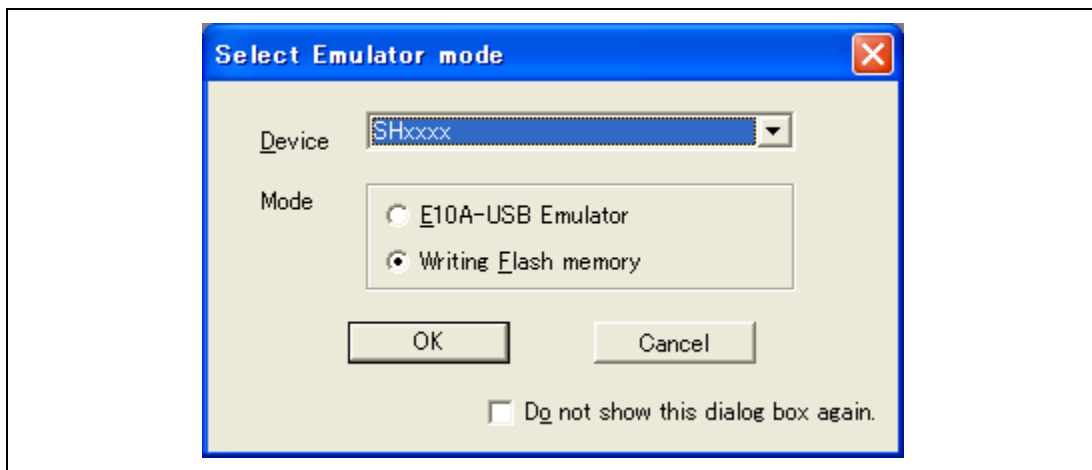 Select Emulator mode
Device
SHxxxx
Mode
E10A-USB Emulator
Writing Flash memory
OK
Cancel
Do not show this dialog box again.